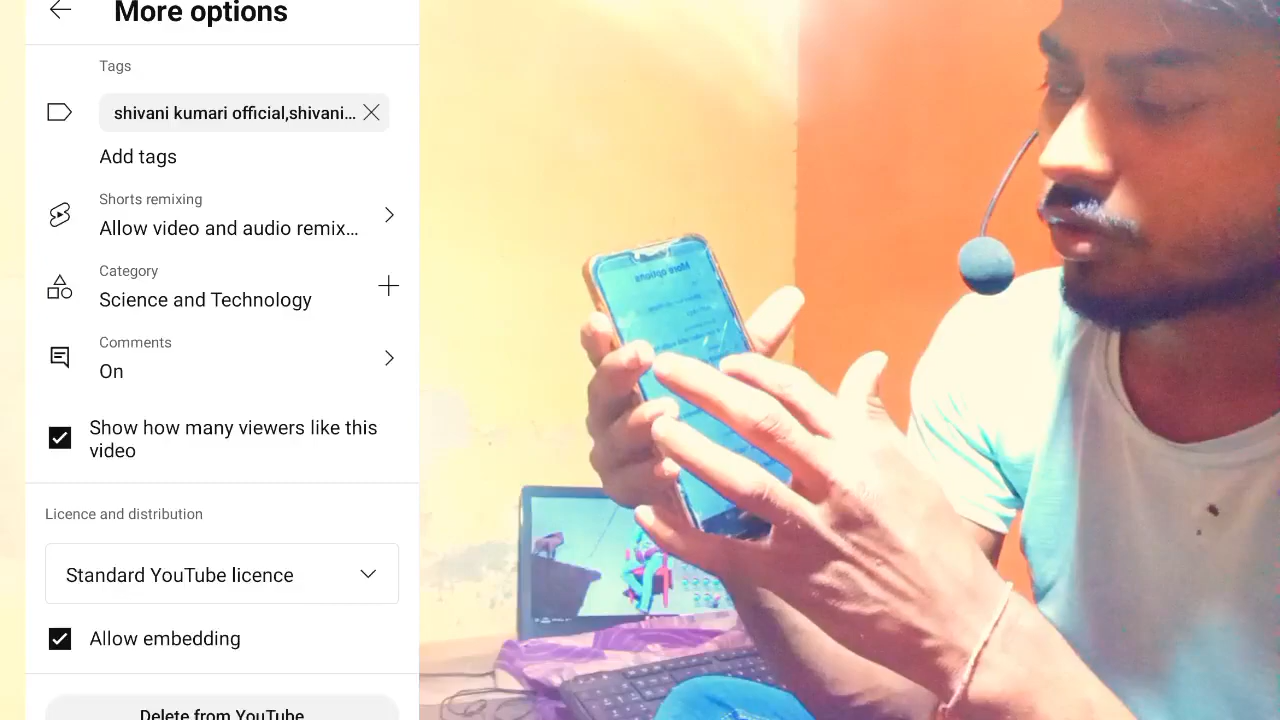 More options
Tags
shivani kumari official,shivani...
Add tags
Shorts remixing
Allow video and audio remix...
Category
Science and Technology
Comments
On
Show how many viewers like this
video
Licence and distribution
Standard YouTube licence
Allow embedding
Delete from YouTube
More options